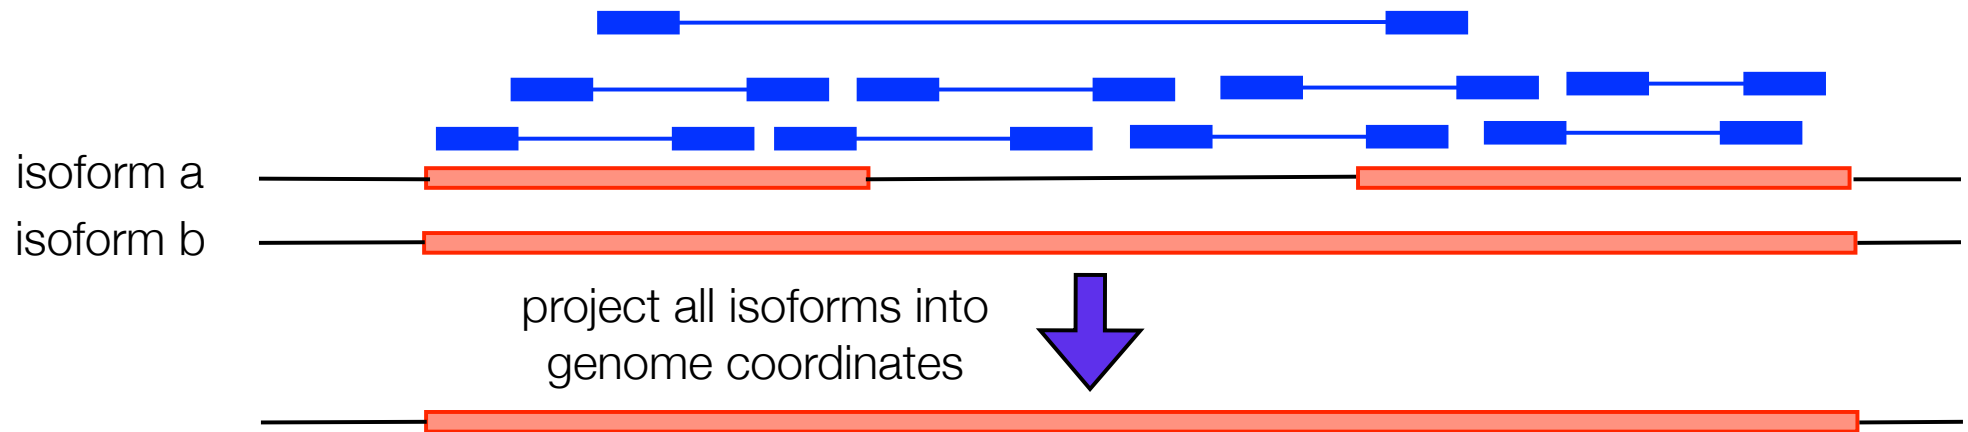 isoform a
isoform b
project all isoforms into
genome coordinates